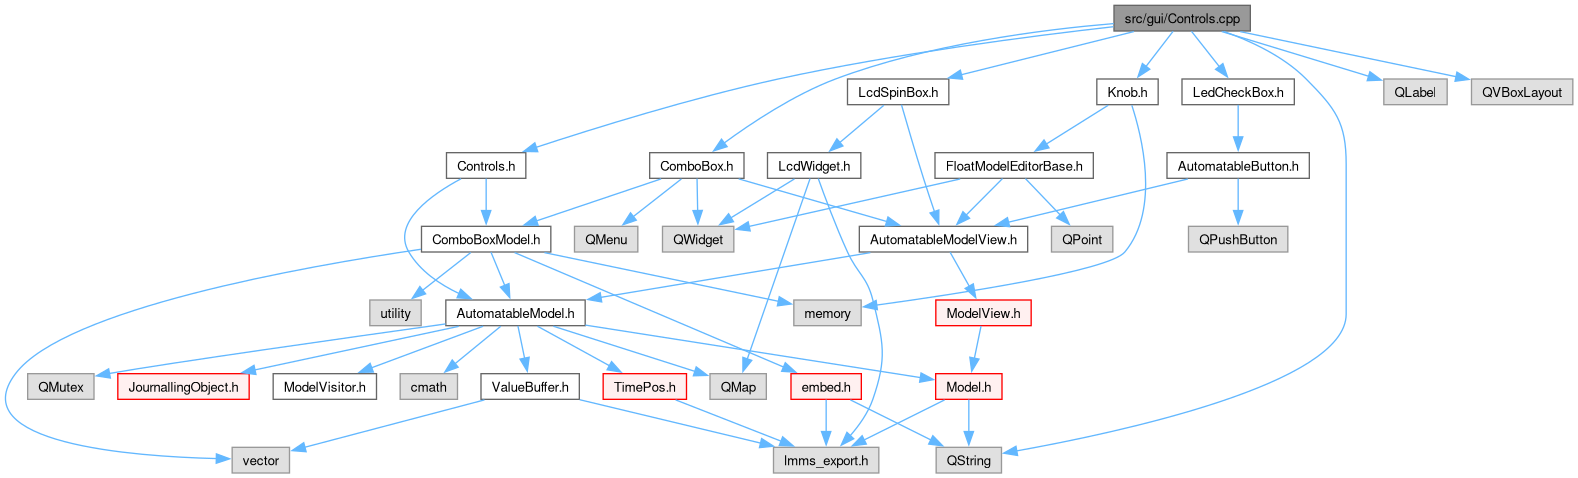 src/gui/Controls.cpp
LcdSpinBox.h
Knob.h
LedCheckBox.h
QLabel
QVBoxLayout
Controls.h
ComboBox.h
LcdWidget.h
FloatModelEditorBase.h
AutomatableButton.h
ComboBoxModel.h
QMenu
QWidget
AutomatableModelView.h
QPoint
QPushButton
utility
AutomatableModel.h
memory
ModelView.h
QMutex
JournallingObject.h
ModelVisitor.h
cmath
ValueBuffer.h
TimePos.h
QMap
embed.h
Model.h
vector
lmms_export.h
QString